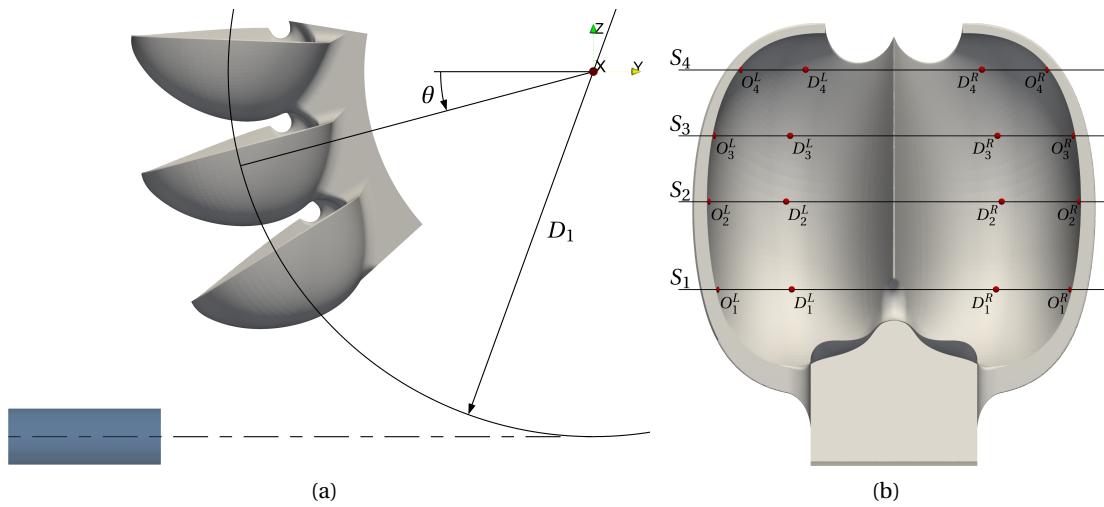 Z
X
Y
θ
D₁
(a)
S₄
O₄ᴸ D₄ᴸ D₄ᴿ O₄ᴿ
S₃
O₃ᴸ D₃ᴸ D₃ᴿ O₃ᴿ
S₂
O₂ᴸ D₂ᴸ D₂ᴿ O₂ᴿ
S₁
O₁ᴸ D₁ᴸ D₁ᴿ O₁ᴿ
(b)